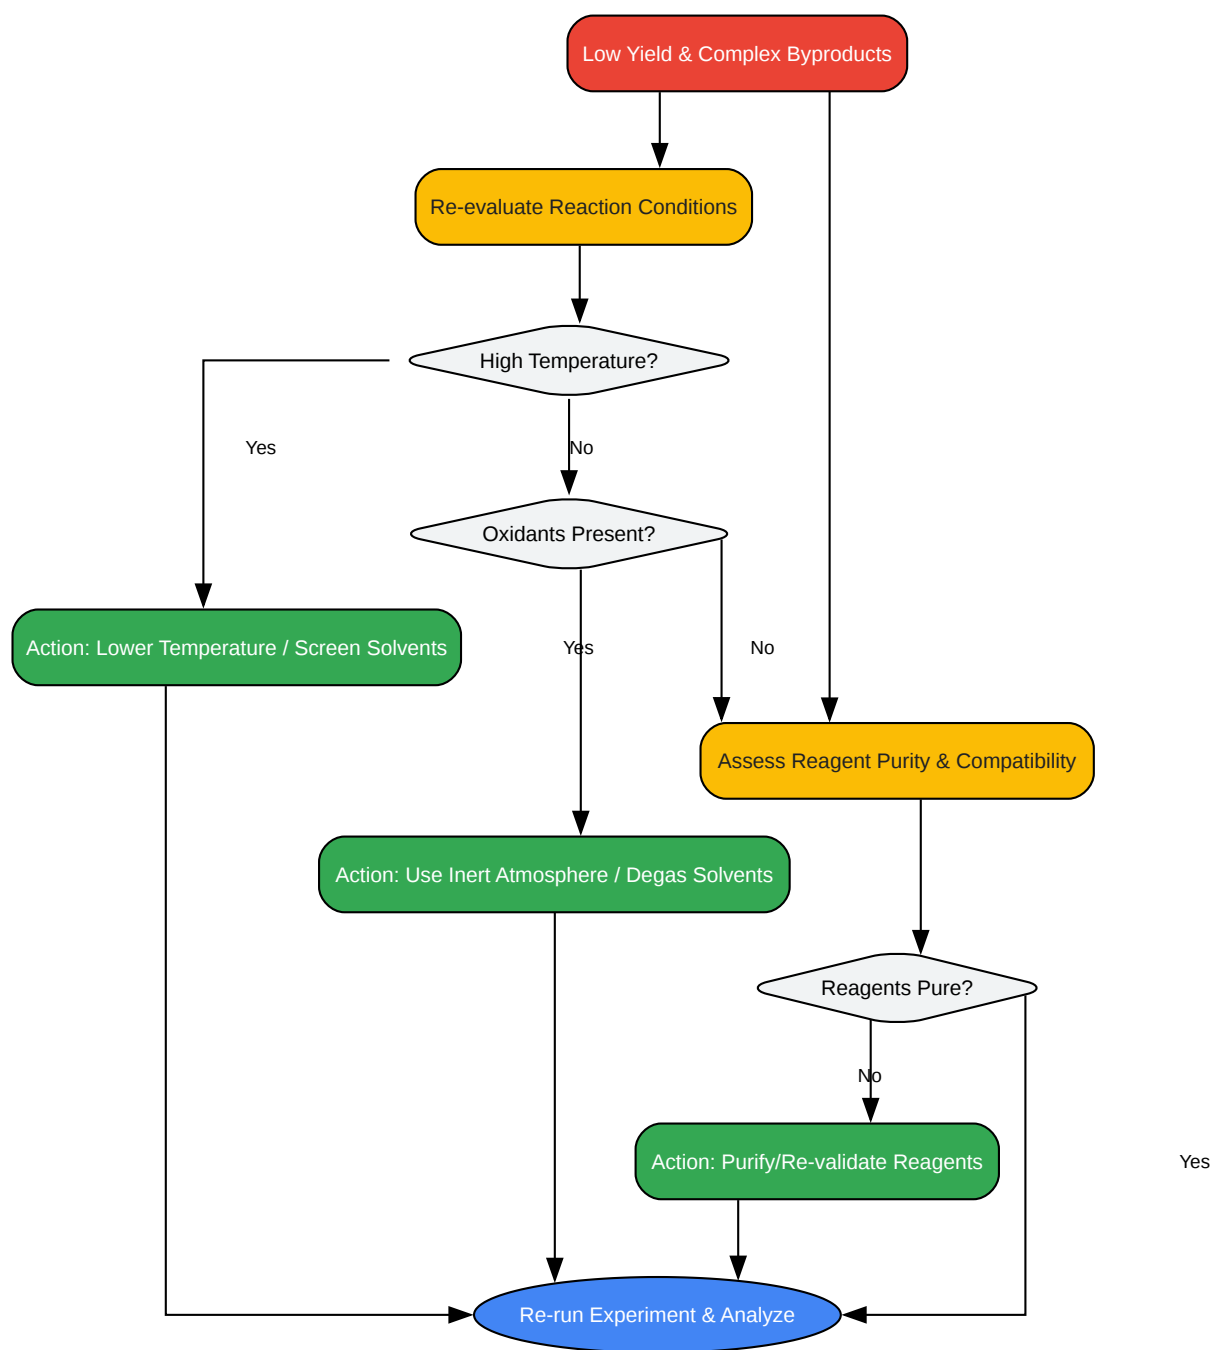 Low Yield & Complex Byproducts
Re-evaluate Reaction Conditions
High Temperature?
Yes
No
Oxidants Present?
Action: Lower Temperature / Screen Solvents
Yes
No
Assess Reagent Purity & Compatibility
Action: Use Inert Atmosphere / Degas Solvents
Reagents Pure?
No
Action: Purify/Re-validate Reagents
Yes
Re-run Experiment & Analyze